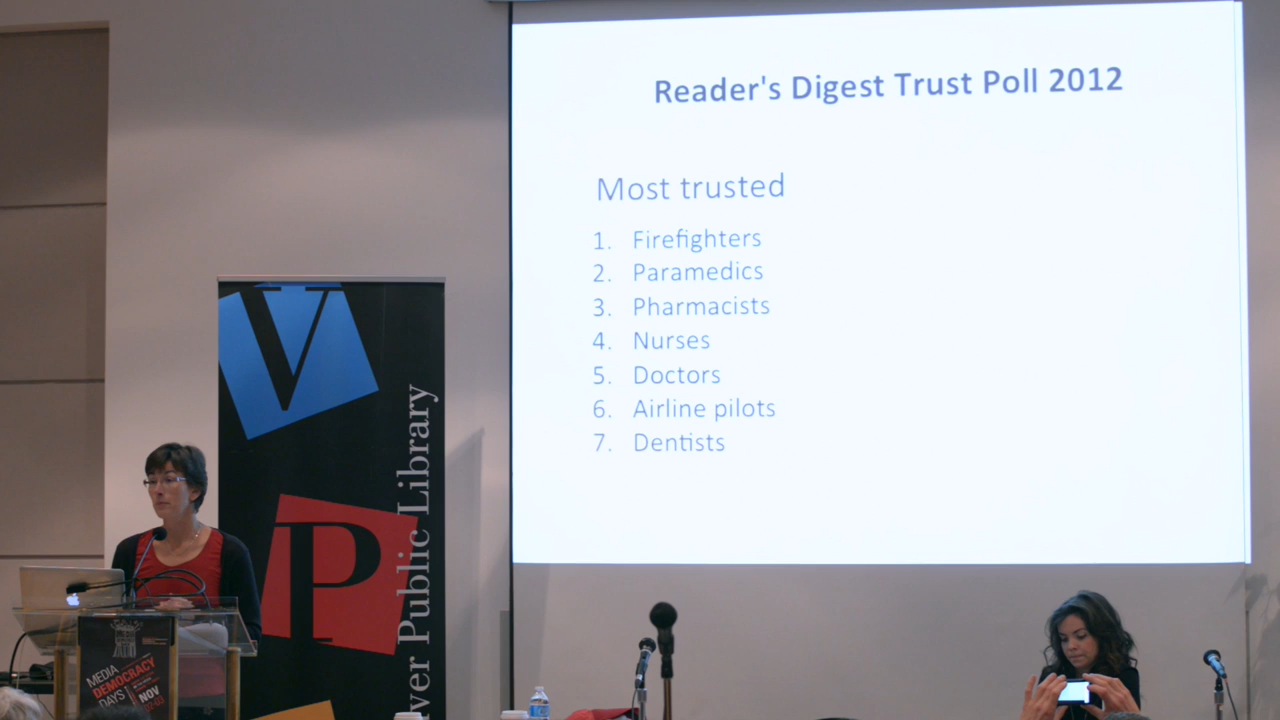 Reader's Digest Trust Poll 2012
Most trusted
1. Firefighters
2. Paramedics
3. Pharmacists
4. Nurses
5. Doctors
6. Airline pilots
7. Dentists
V
P
ver Public Library
MEDIA
DEMOCRACY
DAYS
NOV